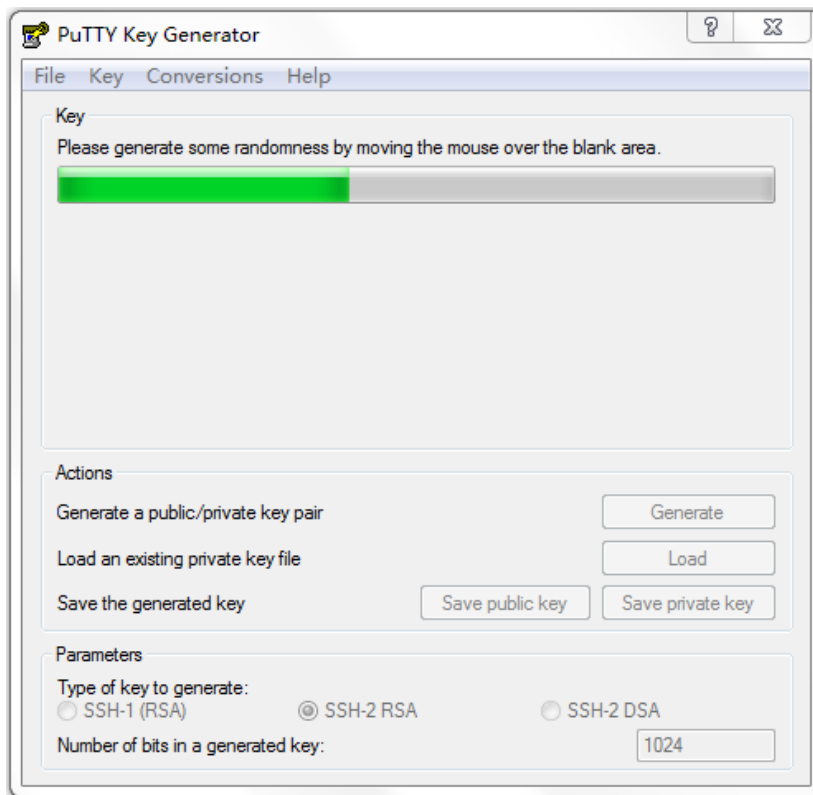 PuTTY Key Generator
File Key Conversions Help
Key
Please generate some randomness by moving the mouse over the blank area.
Actions
Generate a public/private key pair Generate
Load an existing private key file Load
Save the generated key Save public key Save private key
Parameters
Type of key to generate:
SSH-1 (RSA) SSH-2 RSA SSH-2 DSA
Number of bits in a generated key: 1024